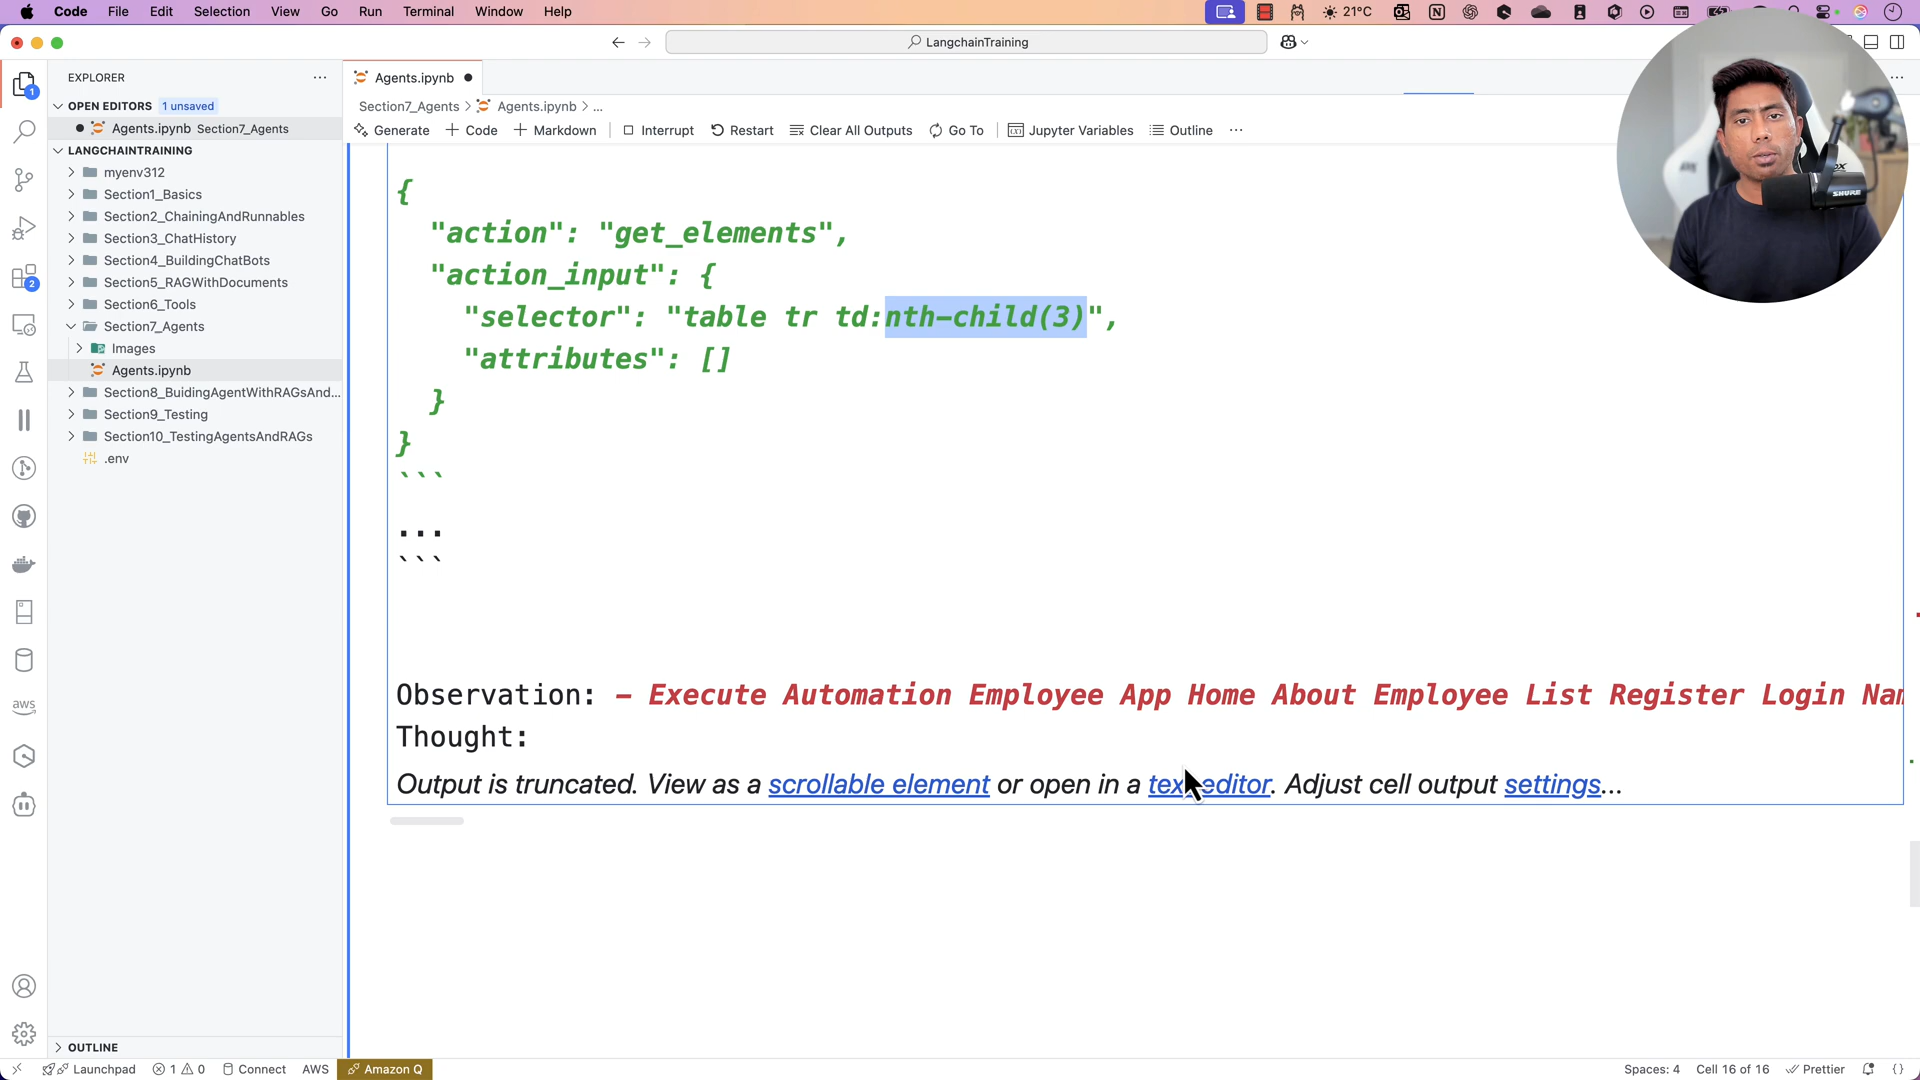 Code File Edit Selection View Go Run Terminal Window Help
21°C
LangchainTraining
EXPLORER
Agents.ipynb
OPEN EDITORS 1 unsaved
Section7_Agents > Agents.ipynb > ...
Agents.ipynb Section7_Agents
Generate + Code + Markdown Interrupt Restart Clear All Outputs Go To Jupyter Variables Outline ...
LANGCHAINTRAINING
myenv312
Section1_Basics
Section2_ChainingAndRunnables
Section3_ChatHistory
Section4_BuildingChatBots
Section5_RAGWithDocuments
Section6_Tools
Section7_Agents
Images
Agents.ipynb
Section8_BuidingAgentWithRAGsAnd...
Section9_Testing
Section10_TestingAgentsAndRAGs
.env
{
"action": "get_elements",
"action_input": {
"selector": "table tr td:nth-child(3)",
"attributes": []
}
}
```
...
```
Observation: - Execute Automation Employee App Home About Employee List Register Login
Thought:
Output is truncated. View as a scrollable element or open in a text editor. Adjust cell output settings...
1
2
aws
SHURE
OUTLINE
Launchpad 1 0 Connect AWS Amazon Q
Spaces: 4 Cell 16 of 16 Prettier {}